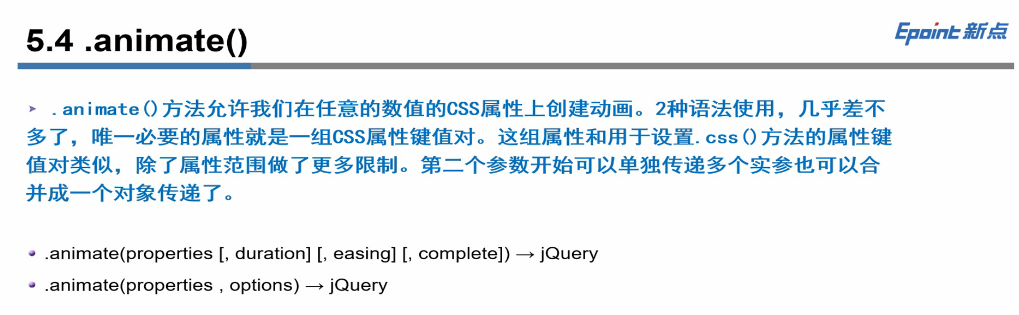 5.4 .animate()
Epoint 新点
.animate()方法允许我们在任意的数值的CSS属性上创建动画。2种语法使用，几乎差不
多了，唯一必要的属性就是一组CSS属性键值对。这组属性和用于设置.css()方法的属性键
值对类似，除了属性范围做了更多限制。第二个参数开始可以单独传递多个实参也可以合
并成一个对象传递了。
.animate(properties [, duration] [, easing] [, complete]) → jQuery
.animate(properties , options) → jQuery